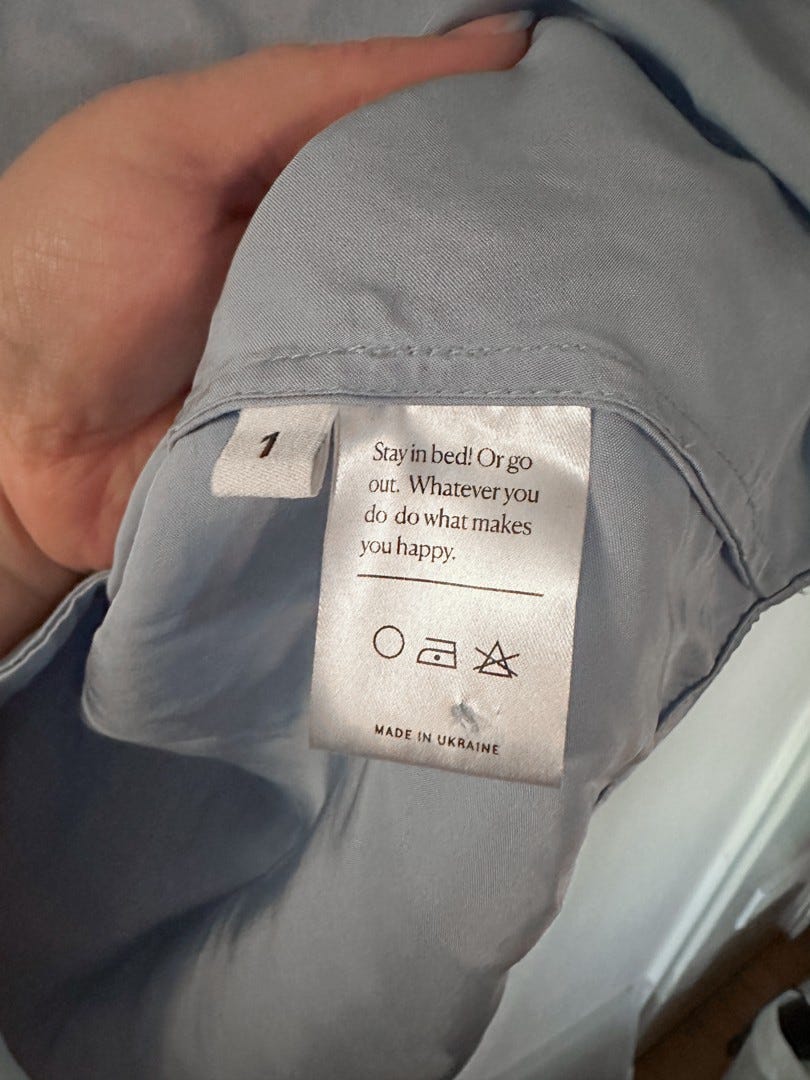 1
Stay in bed! Or go
out. Whatever you
do do what makes
you happy.
MADE IN UKRAINE